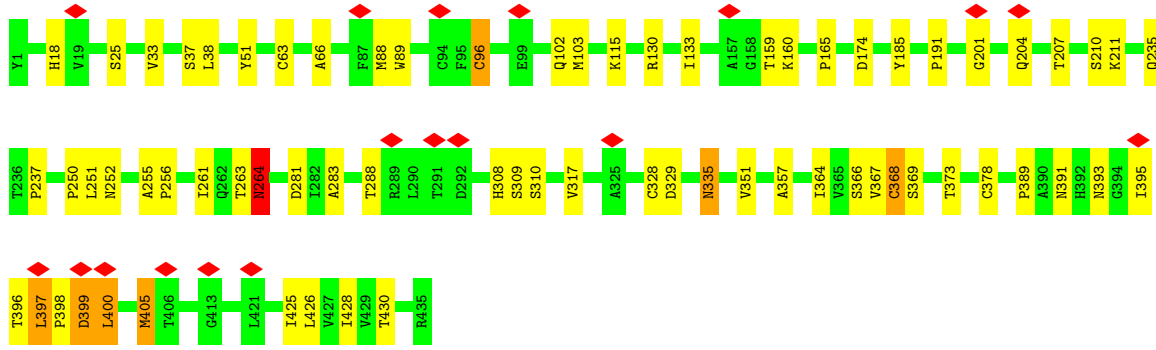 Y1 H18 V19 S25 V33 S37 L38 Y51 C63 A66 F87 M88 W89 C94 F95 C96 E99 Q102 M103 K115 R130 I133 A157 G158 T159 K160 P165 D174 Y185 P191 G201 Q204 T207 S210 K211 Q235
T236 P237 P250 L251 N252 A255 P256 I261 Q262 T263 N264 D281 I282 A283 T288 R289 L290 T291 D292 H308 S309 S310 V317 A325 C328 D329 N335 V351 A357 I364 V365 S366 V367 C368 S369 T373 C378 P389 A390 N391 H392 N393 G394 I395
T396 L397 P398 D399 L400 M405 T406 G413 L421 I425 L426 V427 I428 V429 T430 R435